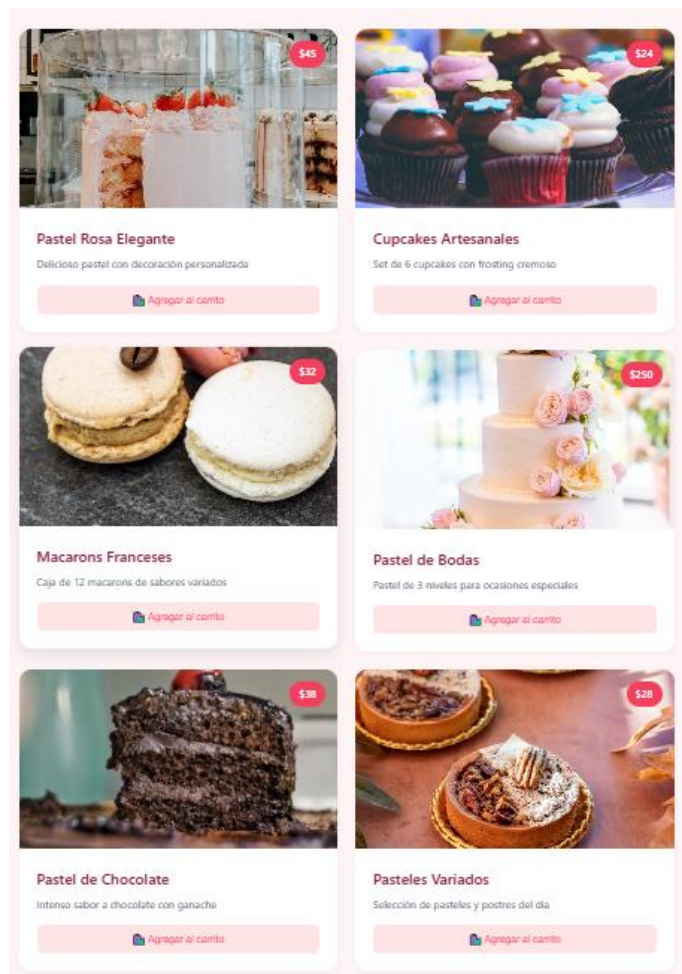 $45
$24
Pastel Rosa Elegante
Delicioso pastel con decoración personalizada
🛍️ Agregar al carrito
Cupcakes Artesanales
Set de 6 cupcakes con frosting cremoso
🛍️ Agregar al carrito
$32
$250
Macarons Franceses
Caja de 12 macarons de sabores variados
🛍️ Agregar al carrito
Pastel de Bodas
Pastel de 3 niveles para ocasiones especiales
🛍️ Agregar al carrito
$38
$28
Pastel de Chocolate
Intenso sabor a chocolate con ganache
🛍️ Agregar al carrito
Pasteles Variados
Selección de pasteles y postres del día
🛍️ Agregar al carrito